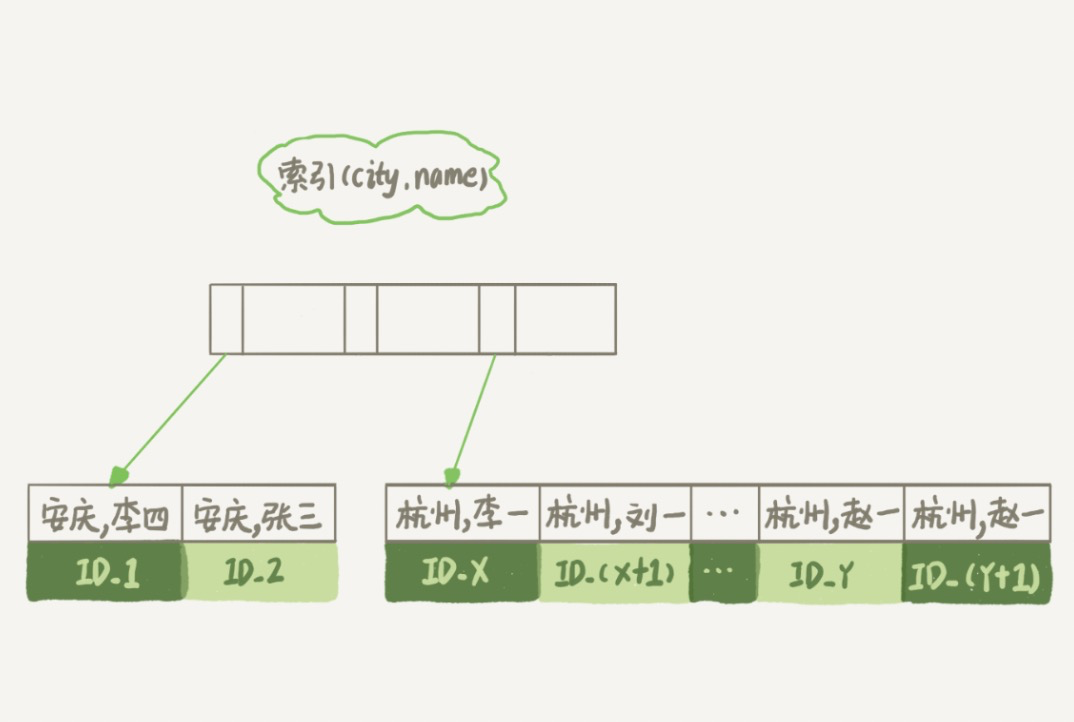 索引(city,name)
安庆,李四 安庆,张三 杭州,李一 杭州,刘一 ... 杭州,赵一 杭州,赵一
ID_1 ID_2 ID_X ID_(X+1) ... ID_Y ID_(Y+1)